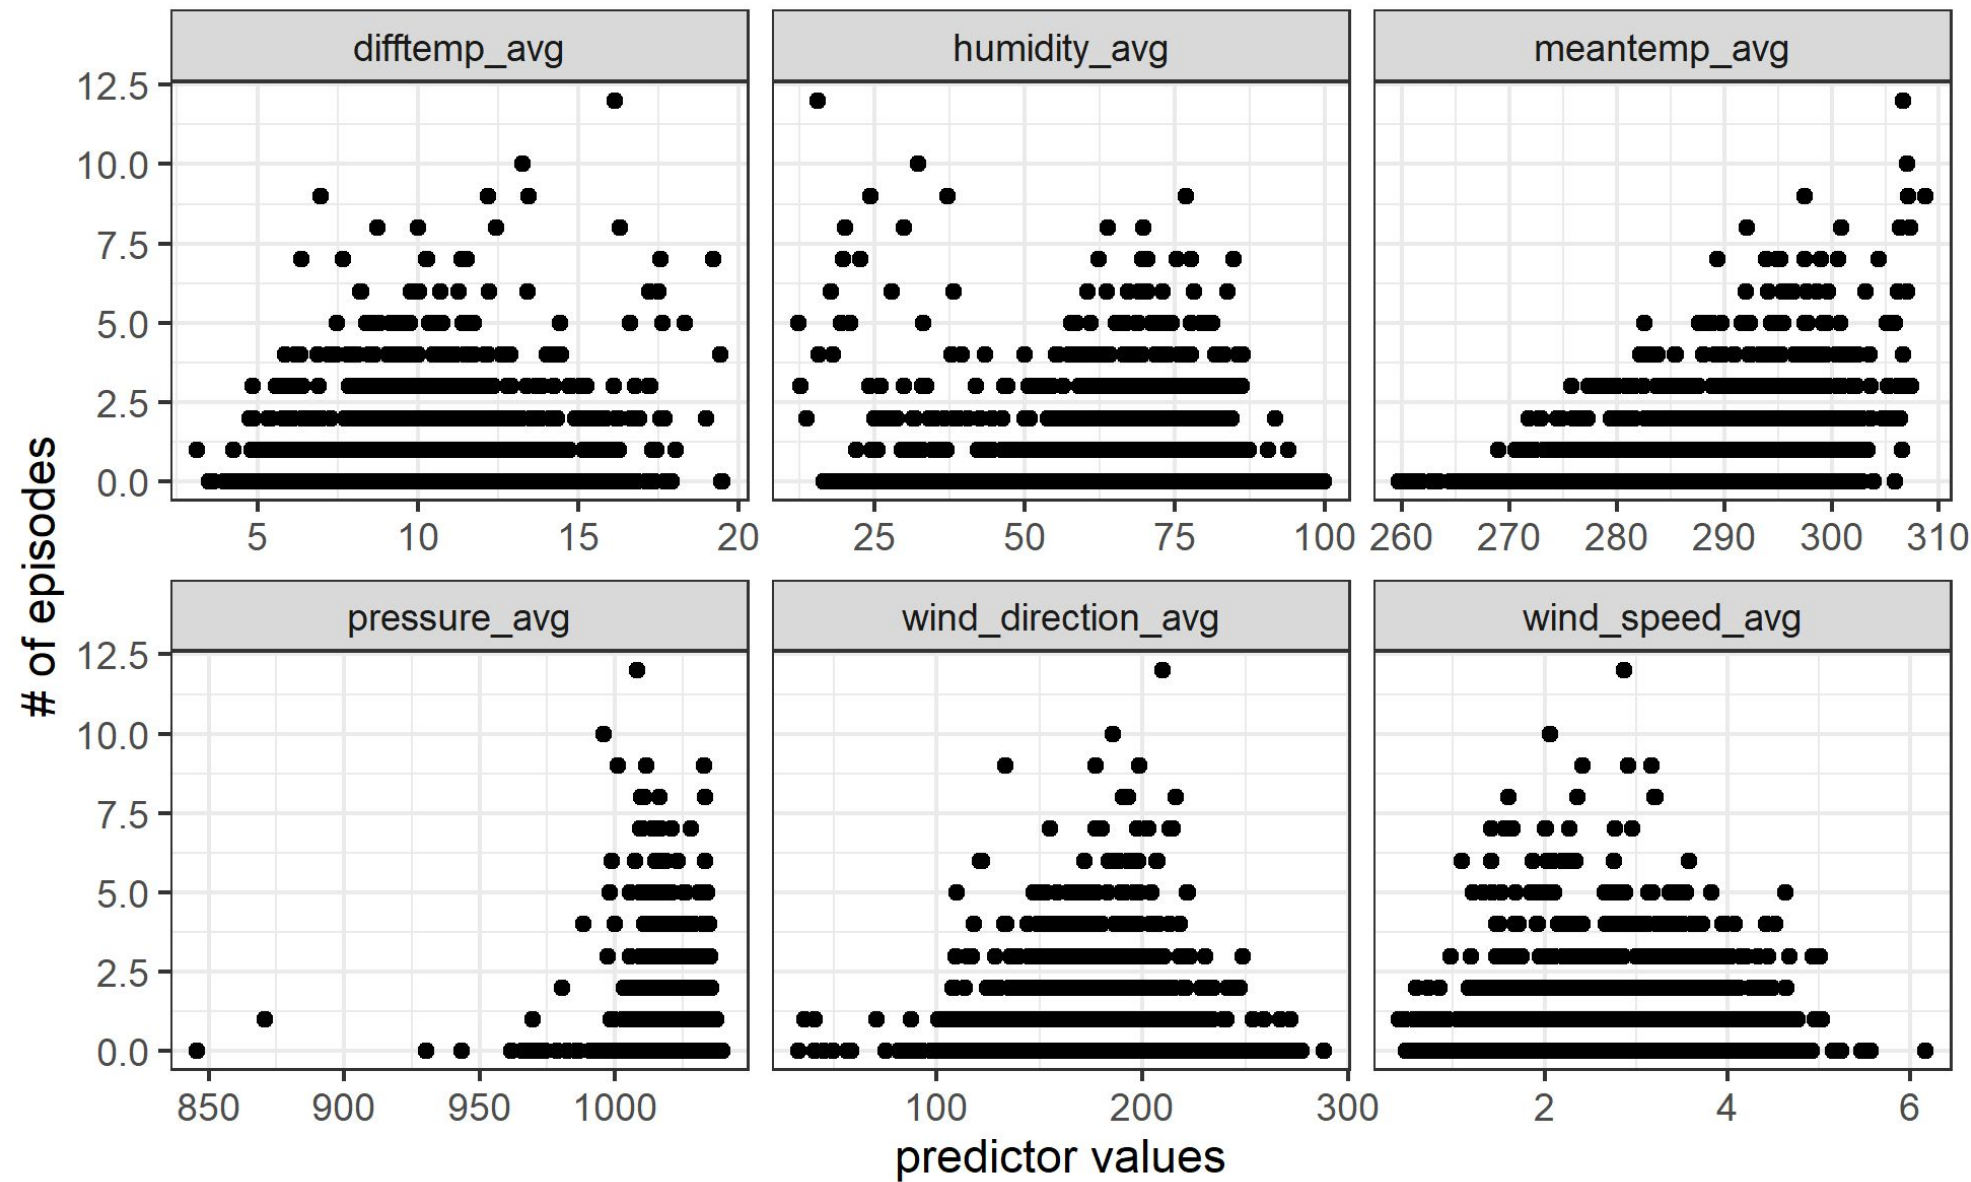 difftemp_avg humidity_avg meantemp_avg
12.5
10.0
7.5
5.0
2.5
0.0
5 10 15 20 25 50 75 100 260 270 280 290 300 310
# of episodes
pressure_avg wind_direction_avg wind_speed_avg
12.5
10.0
7.5
5.0
2.5
0.0
850 900 950 1000 100 200 300 2 4 6
predictor values